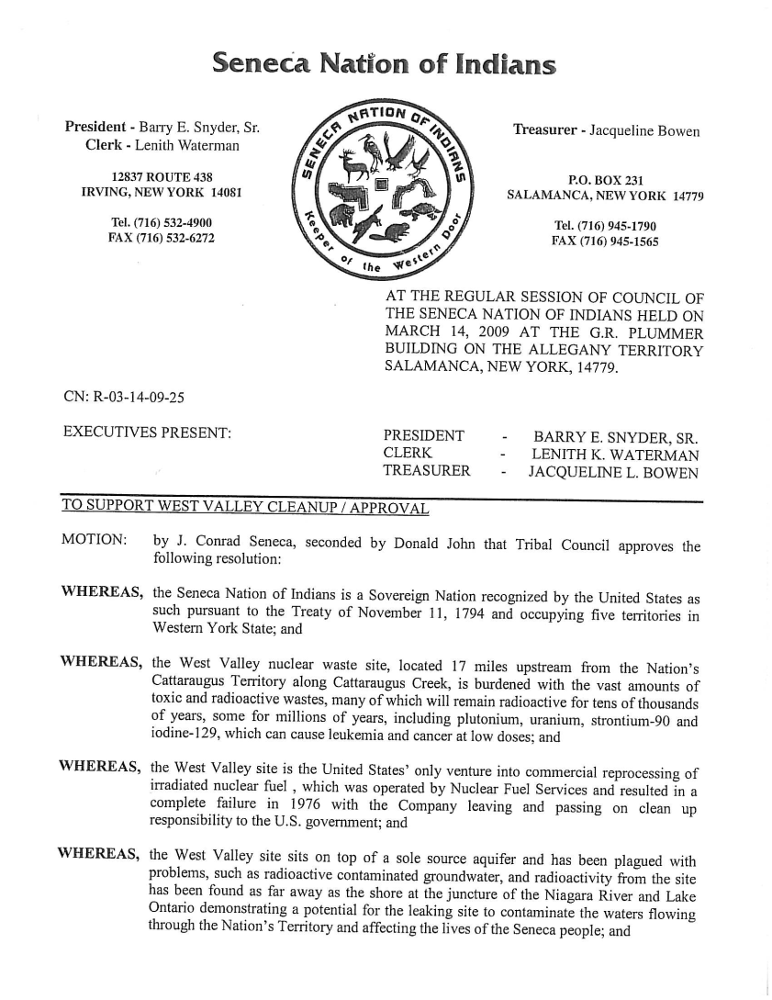 Seneca Nation of Indians
President - Barry E. Snyder, Sr.
Clerk - Lenith Waterman
12837 ROUTE 438
IRVING, NEW YORK 14081
Tel. (716) 532-4900
FAX (716) 532-6272
SENECA NATION OF INDIANS
Keeper of the Western Door
Treasurer - Jacqueline Bowen
P.O. BOX 231
SALAMANCA, NEW YORK 14779
Tel. (716) 945-1790
FAX (716) 945-1565
AT THE REGULAR SESSION OF COUNCIL OF
THE SENECA NATION OF INDIANS HELD ON
MARCH 14, 2009 AT THE G.R. PLUMMER
BUILDING ON THE ALLEGANY TERRITORY
SALAMANCA, NEW YORK, 14779.
CN: R-03-14-09-25
EXECUTIVES PRESENT:
PRESIDENT - BARRY E. SNYDER, SR.
CLERK - LENITH K. WATERMAN
TREASURER - JACQUELINE L. BOWEN
TO SUPPORT WEST VALLEY CLEANUP / APPROVAL
MOTION: by J. Conrad Seneca, seconded by Donald John that Tribal Council approves the
following resolution:
WHEREAS, the Seneca Nation of Indians is a Sovereign Nation recognized by the United States as
such pursuant to the Treaty of November 11, 1794 and occupying five territories in
Western York State; and
WHEREAS, the West Valley nuclear waste site, located 17 miles upstream from the Nation's
Cattaraugus Territory along Cattaraugus Creek, is burdened with the vast amounts of
toxic and radioactive wastes, many of which will remain radioactive for tens of thousands
of years, some for millions of years, including plutonium, uranium, strontium-90 and
iodine-129, which can cause leukemia and cancer at low doses; and
WHEREAS, the West Valley site is the United States' only venture into commercial reprocessing of
irradiated nuclear fuel , which was operated by Nuclear Fuel Services and resulted in a
complete failure in 1976 with the Company leaving and passing on clean up
responsibility to the U.S. government; and
WHEREAS, the West Valley site sits on top of a sole source aquifer and has been plagued with
problems, such as radioactive contaminated groundwater, and radioactivity from the site
has been found as far away as the shore at the juncture of the Niagara River and Lake
Ontario demonstrating a potential for the leaking site to contaminate the waters flowing
through the Nation's Territory and affecting the lives of the Seneca people; and